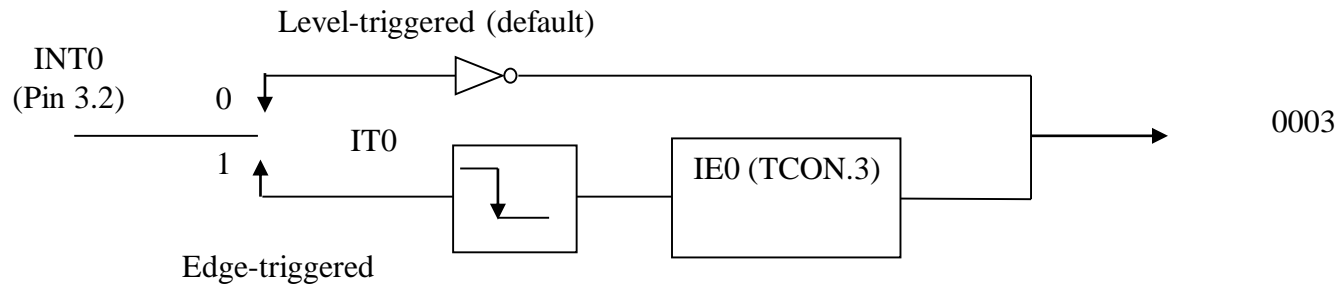 Level-triggered (default)
INT0
(Pin 3.2)
0
0003
1
IT0
IE0 (TCON.3)
Edge-triggered